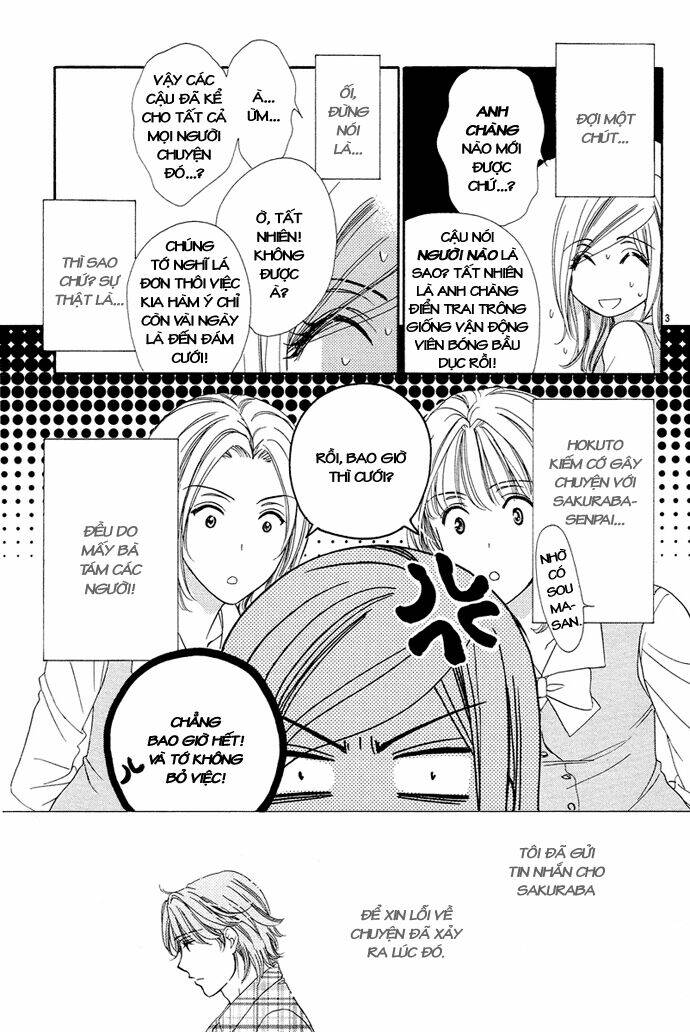 ĐỢI MỘT
CHÚT...
ANH
CHÀNG
NÀO MỚI
ĐƯỢC
CHỨ...?
CẬU NÓI
NGƯỜI NÀO LÀ
SAO? TẤT NHIÊN
LÀ ANH CHÀNG
ĐIỂN TRAI TRÔNG
GIỐNG VẬN ĐỘNG
VIÊN BÓNG BẦU
DỤC RỒI!
3
ỐI,
ĐỪNG
NÓI
LÀ...
À...
ỪM...
VẬY CÁC
CẬU ĐÃ KỂ
CHO TẤT CẢ
MỌI NGƯỜI
CHUYỆN
ĐÓ...?
Ơ, TẤT
NHIÊN!
KHÔNG
ĐƯỢC
À?
CHÚNG
TỚ NGHĨ LÁ
ĐƠN THÔI VIỆC
KIA HÀM Ý CHỈ
CÒN VÀI NGÀY
LÀ ĐẾN ĐÁM
CƯỚI!
THÌ SAO
CHỨ? SỰ
THẬT LÀ...
HOKUTO
KIẾM CỚ GÂY
CHUYỆN VỚI
SAKURABA-
SENPAI...
NHỜ
CÓ
SOU
MA-
SAN.
RỒI, BAO GIỜ
THÌ CƯỚI?
ĐỀU DO
MẤY BÀ
TÁM CÁC
NGƯỜI!
CHẲNG
BAO GIỜ HẾT!
VÀ TỚ KHÔNG
BỎ VIỆC!
TÔI ĐÃ GỬI
TIN NHẮN CHO
SAKURABA
ĐỂ XIN LỖI VỀ
CHUYỆN ĐÃ XẢY
RA LÚC ĐÓ.